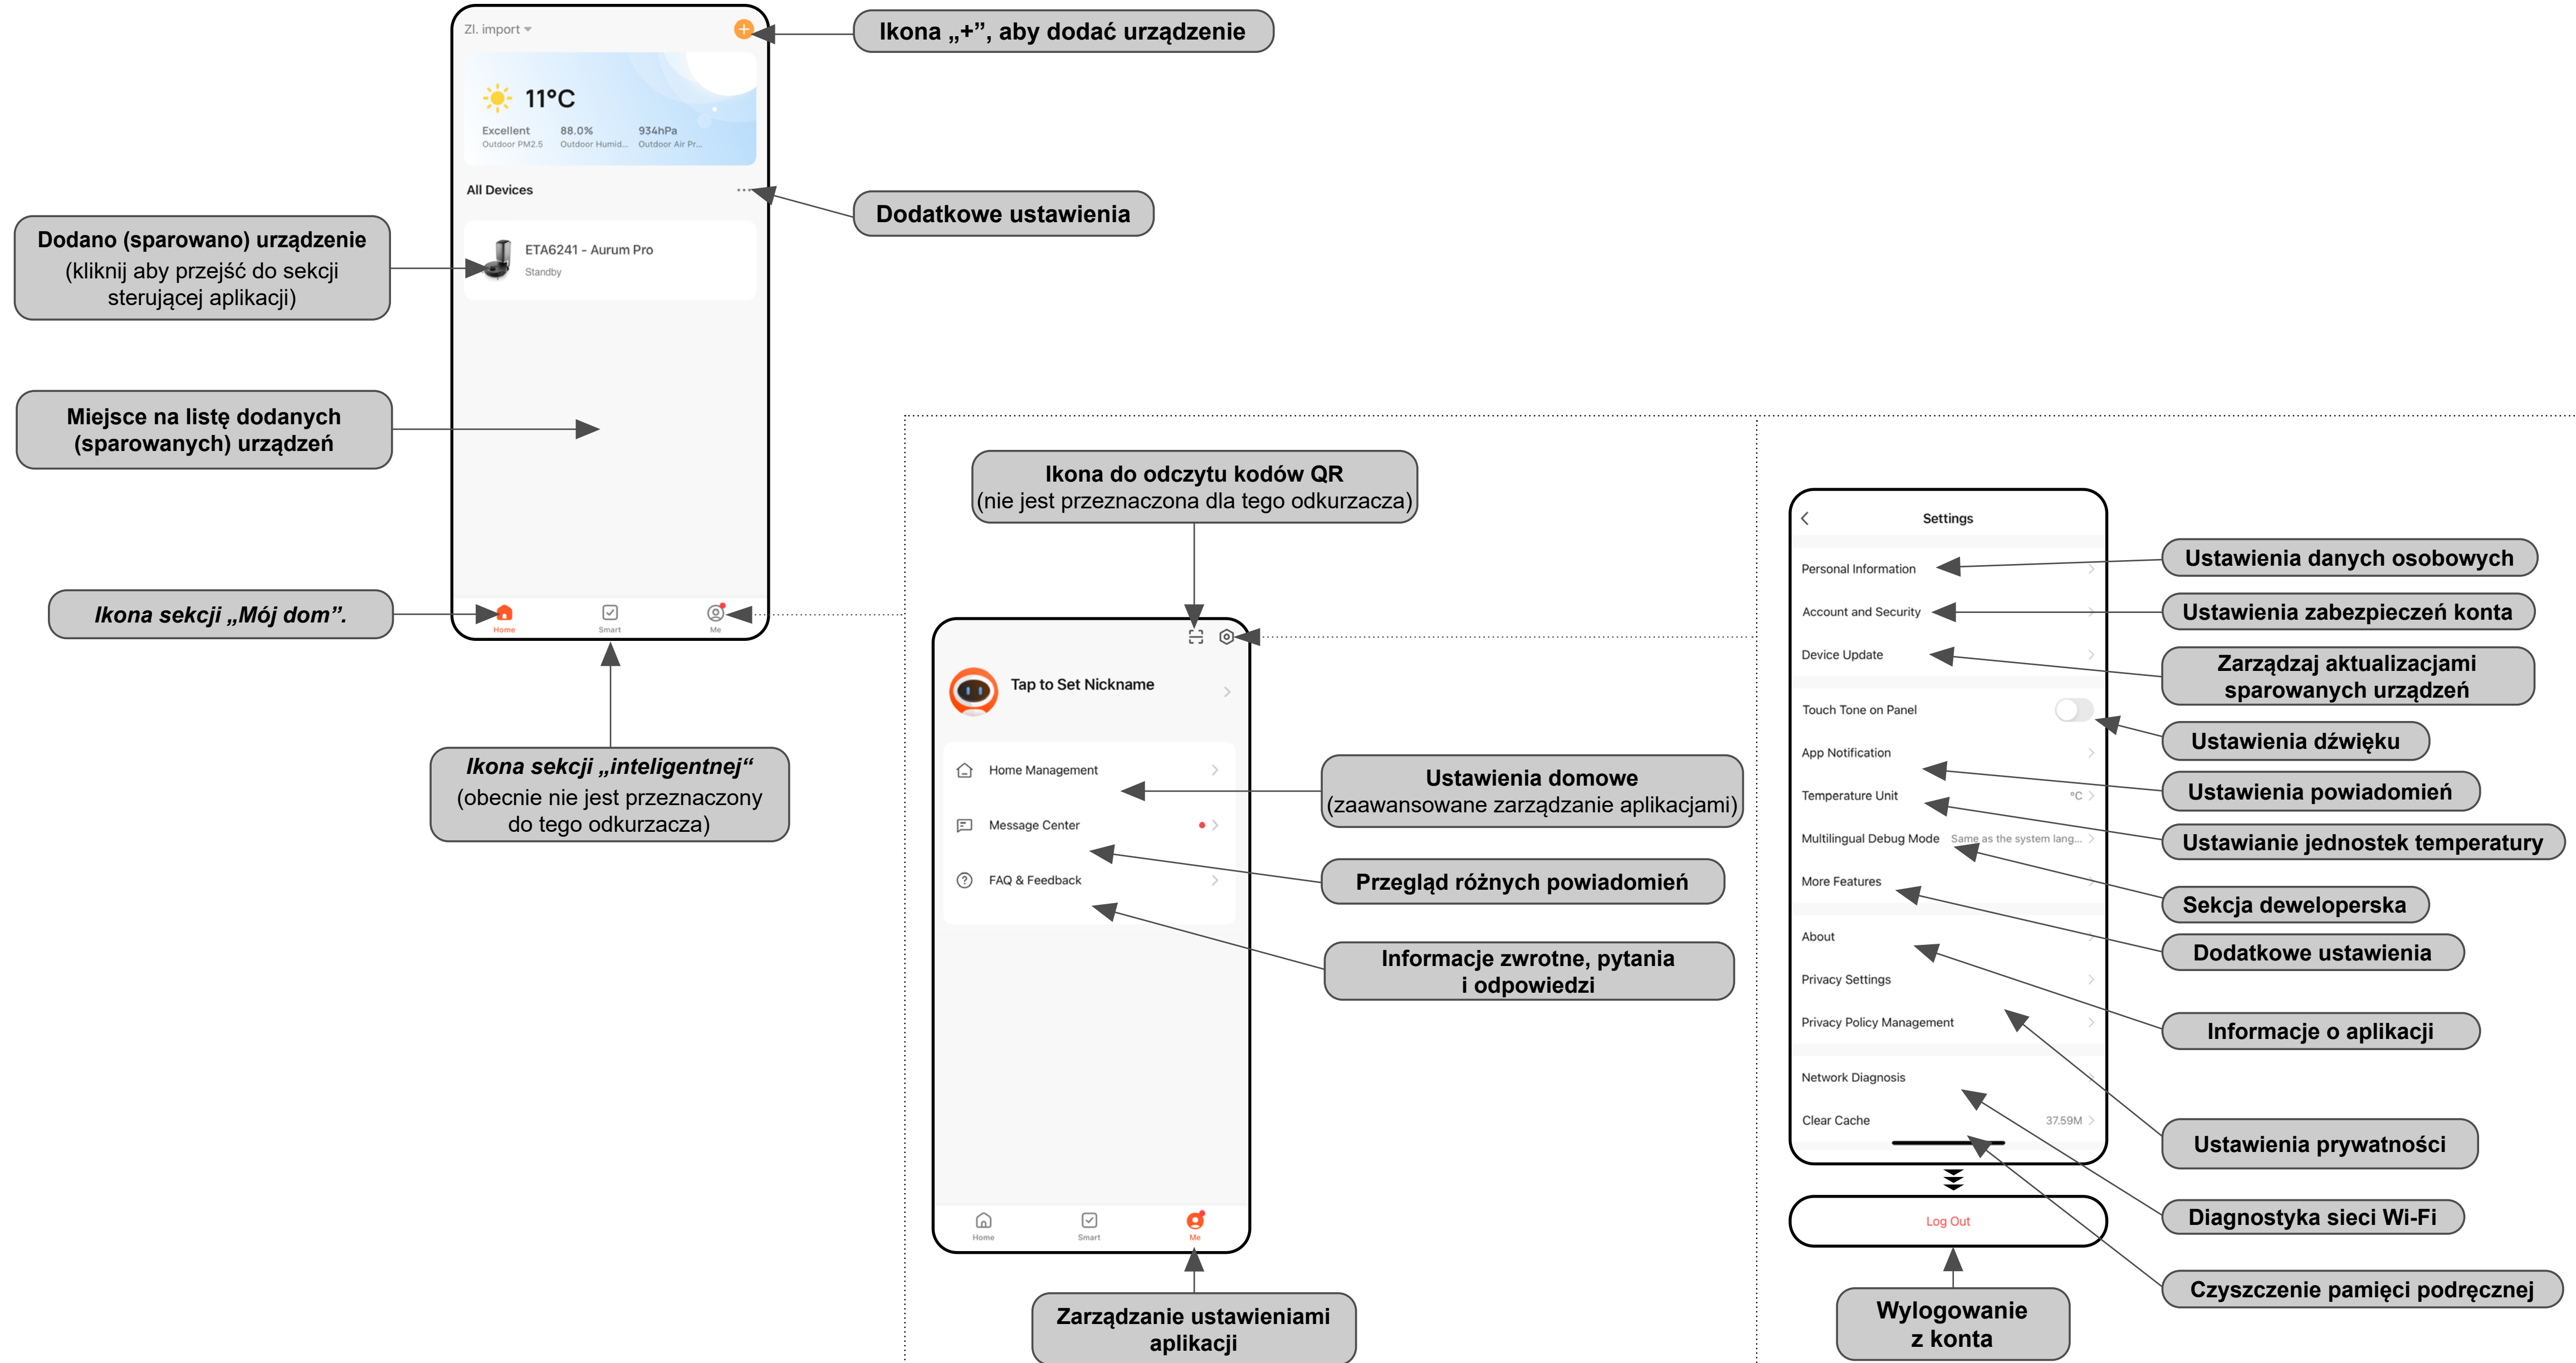 Zl. import
Ikona „+”, aby dodać urządzenie
11°C
Excellent 88.0% 934hPa
Outdoor PM2.5 Outdoor Humid... Outdoor Air Pr...
All Devices
...
Dodatkowe ustawienia
Dodano (sparowano) urządzenie
(kliknij aby przejść do sekcji
sterującej aplikacji)
ETA6241 - Aurum Pro
Standby
Miejsce na listę dodanych
(sparowanych) urządzeń
Ikona sekcji „Mój dom”.
Home Smart Me
Ikona sekcji „inteligentnej“
(obecnie nie jest przeznaczony
do tego odkurzacza)
Ikona do odczytu kodów QR
(nie jest przeznaczona dla tego odkurzacza)
Tap to Set Nickname
Home Management
Message Center
FAQ & Feedback
Ustawienia domowe
(zaawansowane zarządzanie aplikacjami)
Przegląd różnych powiadomień
Informacje zwrotne, pytania
i odpowiedzi
Home Smart Me
Zarządzanie ustawieniami
aplikacji
Settings
Personal Information
Account and Security
Device Update
Touch Tone on Panel
App Notification
Temperature Unit °C
Multilingual Debug Mode Same as the system lang...
More Features
About
Privacy Settings
Privacy Policy Management
Network Diagnosis
Clear Cache 37.59M
Log Out
Wylogowanie
z konta
Ustawienia danych osobowych
Ustawienia zabezpieczeń konta
Zarządzaj aktualizacjami
sparowanych urządzeń
Ustawienia dźwięku
Ustawienia powiadomień
Ustawianie jednostek temperatury
Sekcja deweloperska
Dodatkowe ustawienia
Informacje o aplikacji
Ustawienia prywatności
Diagnostyka sieci Wi-Fi
Czyszczenie pamięci podręcznej